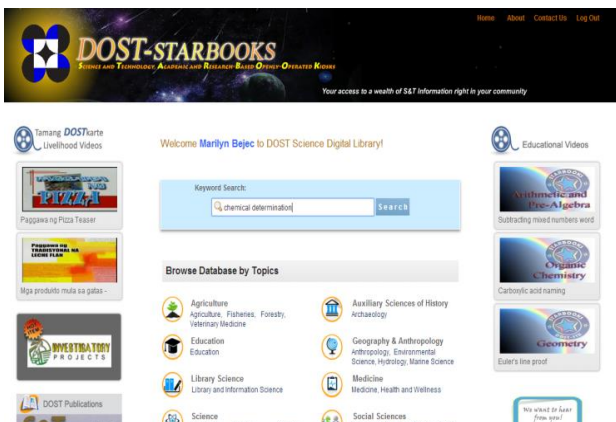 Home About Contact Us Log Out
DOST-STARBOOKS
SCIENCE AND TECHNOLOGY, ACADEMIC AND RESEARCH-BASED OPENLY-OPERATED KIOSKS
Your access to a wealth of S&T information right in your community
Tamang DOSTkarte
Livelihood Videos
PIZZA
Paggawa ng Pizza Teaser
Paggawa ng
TRADISYONAL NA
LECHE FLAN
Mga produkto mula sa gatas -
INVESTIGATORY
PROJECTS
DOST Publications
Welcome Marilyn Bejec to DOST Science Digital Library!
Keyword Search:
chemical determination
Search
Browse Database by Topics
Agriculture
Agriculture, Fisheries, Forestry,
Veterinary Medicine
Auxiliary Sciences of History
Archaeology
Education
Education
Geography & Anthropology
Anthropology, Environmental
Science, Hydrology, Marine Science
Library Science
Library and Information Science
Medicine
Medicine, Health and Wellness
Science
Social Sciences
Educational Videos
Arithmetic and
Pre-Algebra
Subtracting mixed numbers word
Organic
Chemistry
Carboxylic acid naming
Geometry
Euler's line proof
We want to hear
from you!